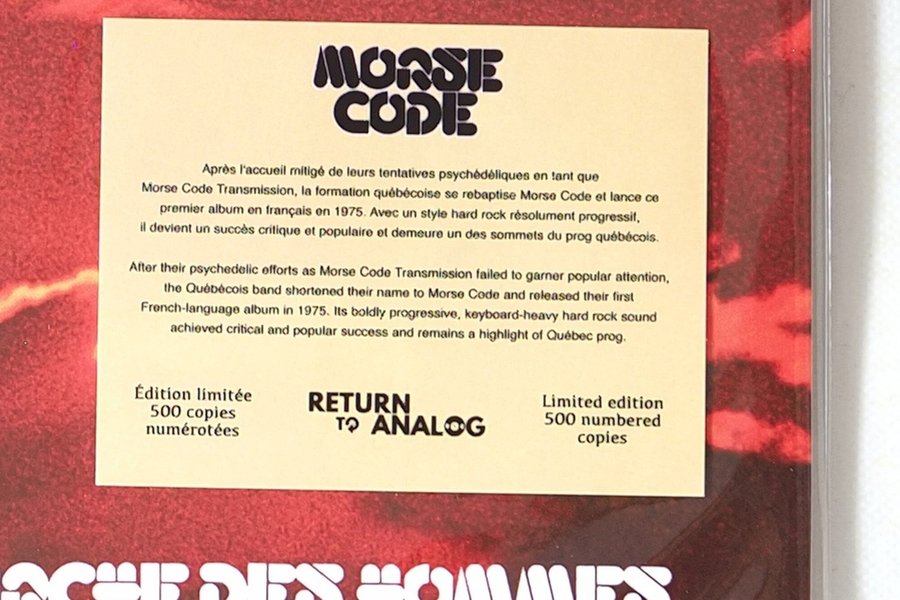 MORSE
CODE
Après l'accueil mitigé de leurs tentatives psychédéliques en tant que
Morse Code Transmission, la formation québécoise se rebaptise Morse Code et lance ce
premier album en français en 1975. Avec un style hard rock résolument progressif,
il devient un succès critique et populaire et demeure un des sommets du prog québécois.
After their psychedelic efforts as Morse Code Transmission failed to garner popular attention,
the Québécois band shortened their name to Morse Code and released their first
French-language album in 1975. Its boldly progressive, keyboard-heavy hard rock sound
achieved critical and popular success and remains a highlight of Québec prog.
Édition limitée
500 copies
numérotées
RETURN
TO ANALOG
Limited edition
500 numbered
copies
DES HOMMES